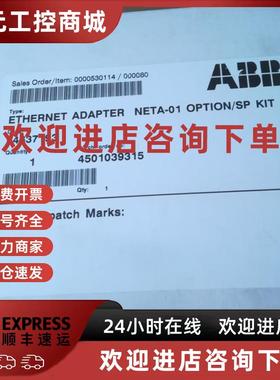 元工控商城
Sales Order/Item: 0000530114 / 000080
ABB
Type:
ETHERNET ADAPTER NETA-01 OPTION/SP KIT
欢迎进店咨询下单
Quantity
1
4501039315
Qty: 1
patch Marks:
号齐全
力商家
仓速发
EXPRESS
顺丰速运
24小时在线 欢迎进店
欢迎进店咨询下单